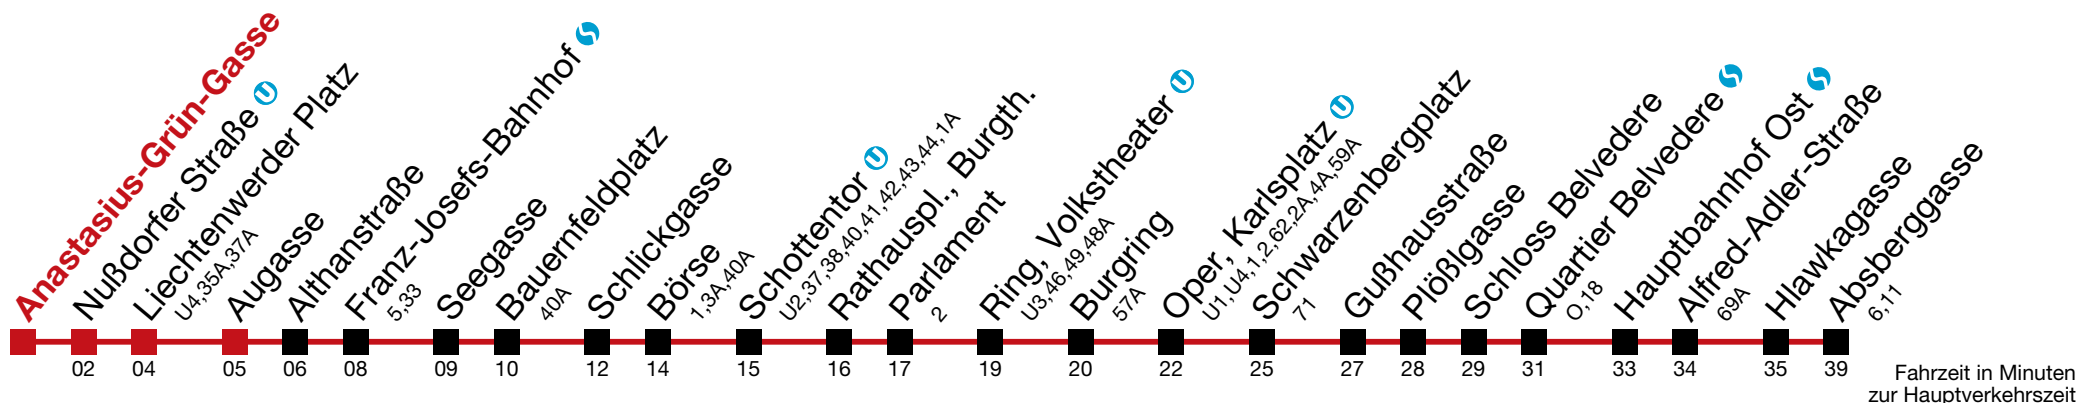 Anastasius-Grün-Gasse
Nußdorfer Straße U
Liechtenwerder Platz
U4,35A,37A
Augasse
Althanstraße
Franz-Josefs-Bahnhof S
5,33
Seegasse
Bauernfeldplatz
40A
Schlickgasse
Börse
1,3A,40A
Schottentor U
U2,37,38,40,41,42,43,44,1A
Rathauspl., Burgth.
Parlament
2
Ring, Volkstheater U
U3,46,49,48A
Burgring
57A
Oper, Karlsplatz U
U1,U4,1,2,62,2A,4A,59A
Schwarzenbergplatz
71
Gußhausstraße
Plößlgasse
Schloss Belvedere
Quartier Belvedere S
O,18
Hauptbahnhof Ost S
Alfred-Adler-Straße
69A
Hlawkagasse
Absberggasse
6,11
02 04 05 06 08 09 10 12 14 15 16 17 19 20 22 25 27 28 29 31 33 34 35 39
Fahrzeit in Minuten
zur Hauptverkehrszeit